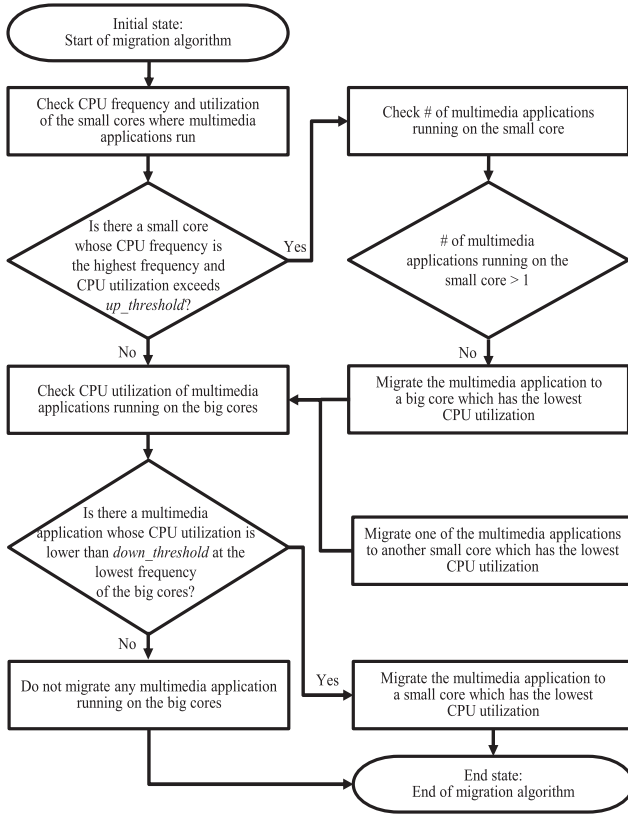 Initial state:
Start of migration algorithm
Check CPU frequency and utilization
of the small cores where multimedia
applications run
Is there a small core
whose CPU frequency is
the highest frequency and
CPU utilization exceeds
up_threshold?
Yes
No
Check # of multimedia applications
running on the small core
# of multimedia
applications running on the
small core > 1
No
Migrate the multimedia application to
a big core which has the lowest
CPU utilization
Check CPU utilization of multimedia
applications running on the big cores
Migrate one of the multimedia applications
to another small core which has the lowest
CPU utilization
Is there a multimedia
application whose CPU utilization is
lower than down_threshold at the
lowest frequency
of the big cores?
No
Yes
Do not migrate any multimedia application
running on the big cores
Migrate the multimedia application to
a small core which has the lowest
CPU utilization
End state:
End of migration algorithm